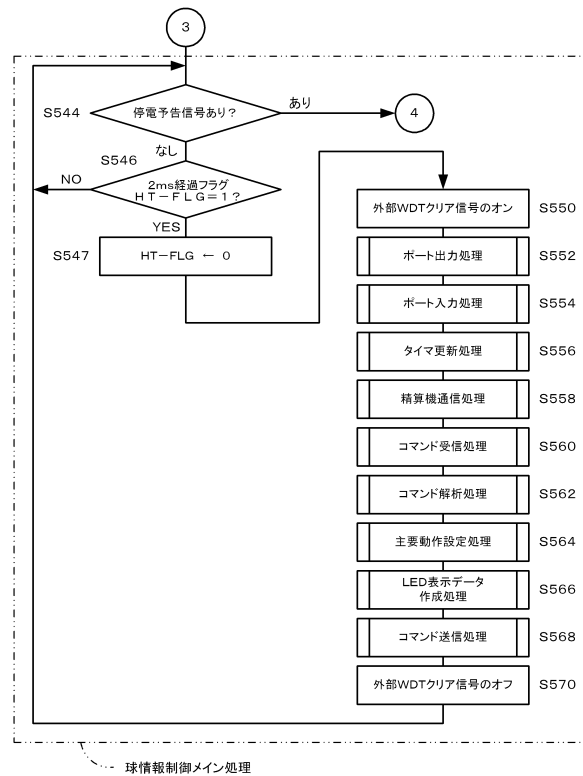 3
S544
停電予告信号あり？
あり
4
なし
S546
NO
2ms経過フラグ
ＨＴ－ＦＬＧ＝１？
YES
S547
HT－FLG ← 0
外部WDTクリア信号のオン
S550
ポート出力処理
S552
ポート入力処理
S554
タイマ更新処理
S556
精算機通信処理
S558
コマンド受信処理
S560
コマンド解析処理
S562
主要動作設定処理
S564
LED表示データ
作成処理
S566
コマンド送信処理
S568
外部WDTクリア信号のオフ
S570
球情報制御メイン処理